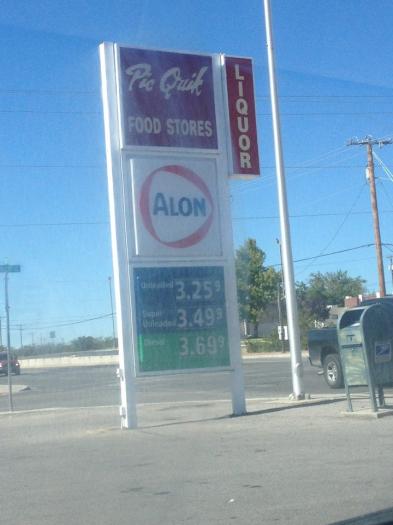 Pic Quik
FOOD STORES
LIQUOR
ALON
Unleaded 3.25 9
Super Unleaded 3.49 9
Diesel 3.69 9